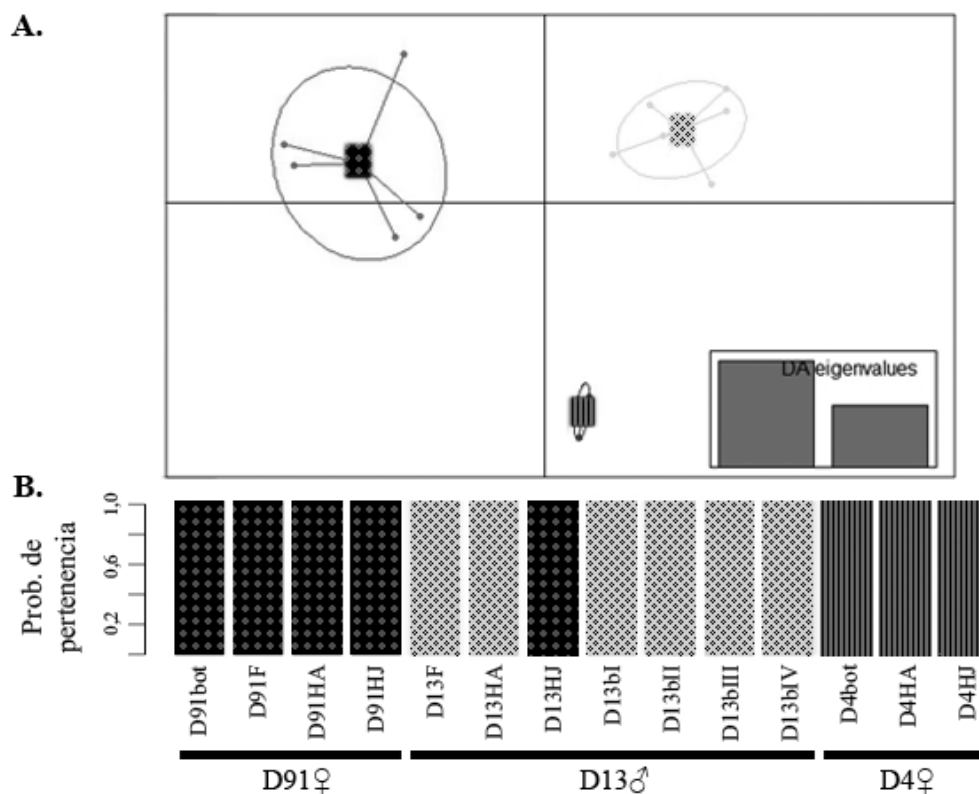 A.
DA eigenvalues
B.
Prob. de
pertenencia
1,0
0,6
0,2
D91bot
D91F
D91HA
D91HJ
D13F
D13HA
D13HJ
D13bI
D13bII
D13bIII
D13bIV
D4bot
D4HA
D4HJ
D91♀
D13♂
D4♀